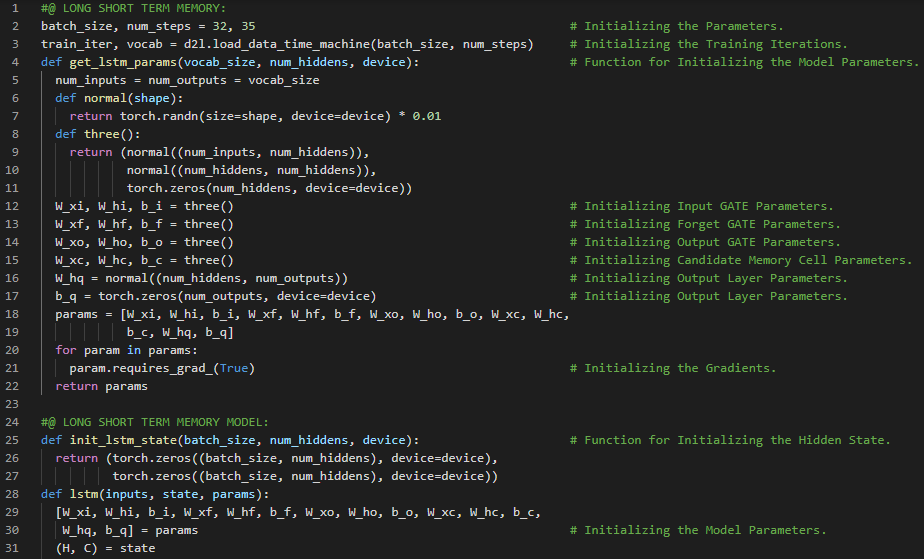 1 #@ LONG SHORT TERM MEMORY:
2 batch_size, num_steps = 32, 35 # Initializing the Parameters.
3 train_iter, vocab = d2l.load_data_time_machine(batch_size, num_steps) # Initializing the Training Iterations.
4 def get_lstm_params(vocab_size, num_hiddens, device): # Function for Initializing the Model Parameters.
5 num_inputs = num_outputs = vocab_size
6 def normal(shape):
7 return torch.randn(size=shape, device=device) * 0.01
8 def three():
9 return (normal((num_inputs, num_hiddens)),
10 normal((num_hiddens, num_hiddens)),
11 torch.zeros(num_hiddens, device=device))
12 W_xi, W_hi, b_i = three() # Initializing Input GATE Parameters.
13 W_xf, W_hf, b_f = three() # Initializing Forget GATE Parameters.
14 W_xo, W_ho, b_o = three() # Initializing Output GATE Parameters.
15 W_xc, W_hc, b_c = three() # Initializing Candidate Memory Cell Parameters.
16 W_hq = normal((num_hiddens, num_outputs)) # Initializing Output Layer Parameters.
17 b_q = torch.zeros(num_outputs, device=device) # Initializing Output Layer Parameters.
18 params = [W_xi, W_hi, b_i, W_xf, W_hf, b_f, W_xo, W_ho, b_o, W_xc, W_hc,
19 b_c, W_hq, b_q]
20 for param in params:
21 param.requires_grad_(True) # Initializing the Gradients.
22 return params
23
24 #@ LONG SHORT TERM MEMORY MODEL:
25 def init_lstm_state(batch_size, num_hiddens, device): # Function for Initializing the Hidden State.
26 return (torch.zeros((batch_size, num_hiddens), device=device),
27 torch.zeros((batch_size, num_hiddens), device=device))
28 def lstm(inputs, state, params):
29 [W_xi, W_hi, b_i, W_xf, W_hf, b_f, W_xo, W_ho, b_o, W_xc, W_hc, b_c,
30 W_hq, b_q] = params # Initializing the Model Parameters.
31 (H, C) = state